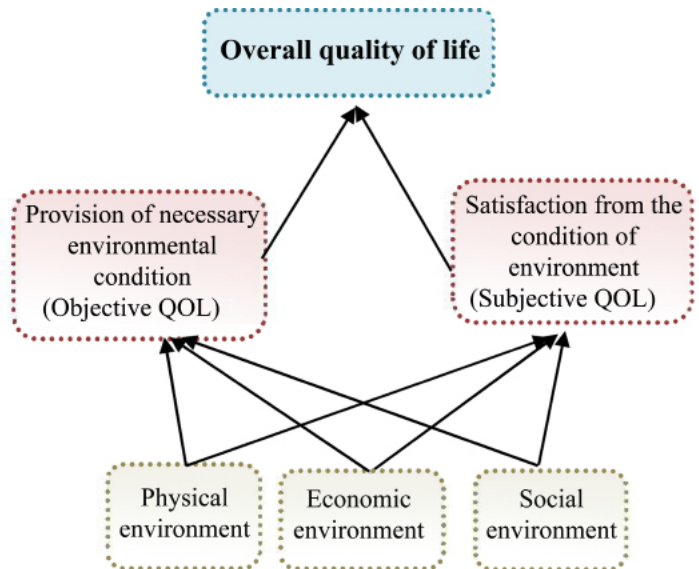 Overall quality of life
Provision of necessary
environmental
condition
(Objective QOL)
Satisfaction from the
condition of
environment
(Subjective QOL)
Physical
environment
Economic
environment
Social
environment